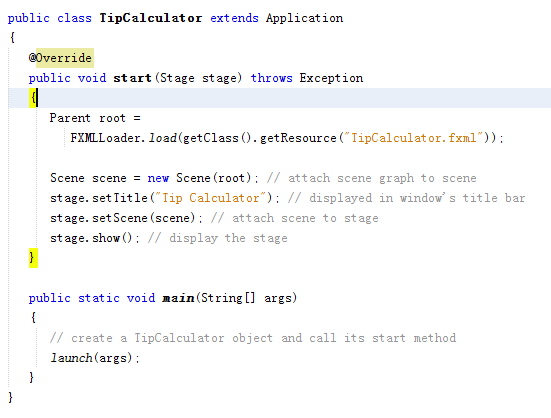 public class TipCalculator extends Application
{
@Override
public void start(Stage stage) throws Exception
{
Parent root =
FXMLLoader.load(getClass().getResource("TipCalculator.fxml"));
Scene scene = new Scene(root); // attach scene graph to scene
stage.setTitle("Tip Calculator"); // displayed in window's title bar
stage.setScene(scene); // attach scene to stage
stage.show(); // display the stage
}
public static void main(String[] args)
{
// create a TipCalculator object and call its start method
launch(args);
}
}